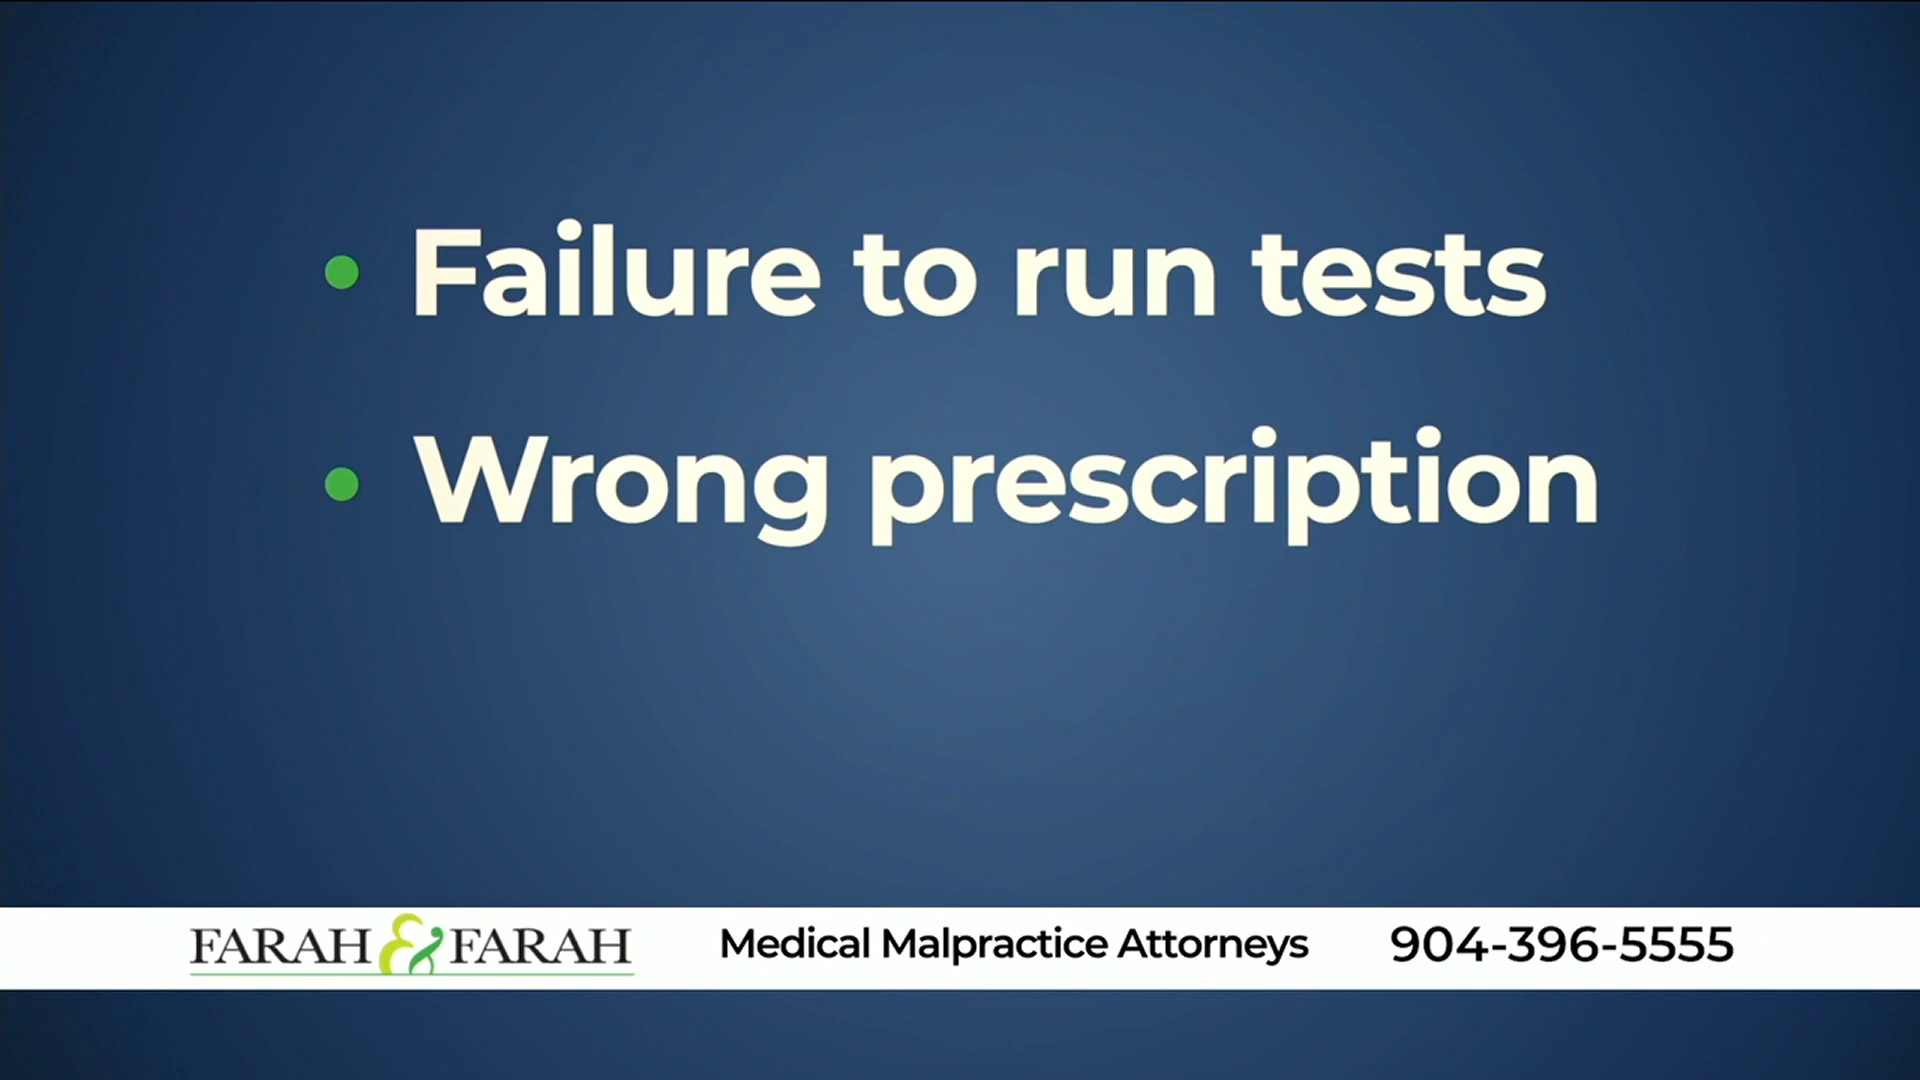 • Failure to run tests
• Wrong prescription
FARAH & FARAH Medical Malpractice Attorneys 904-396-5555